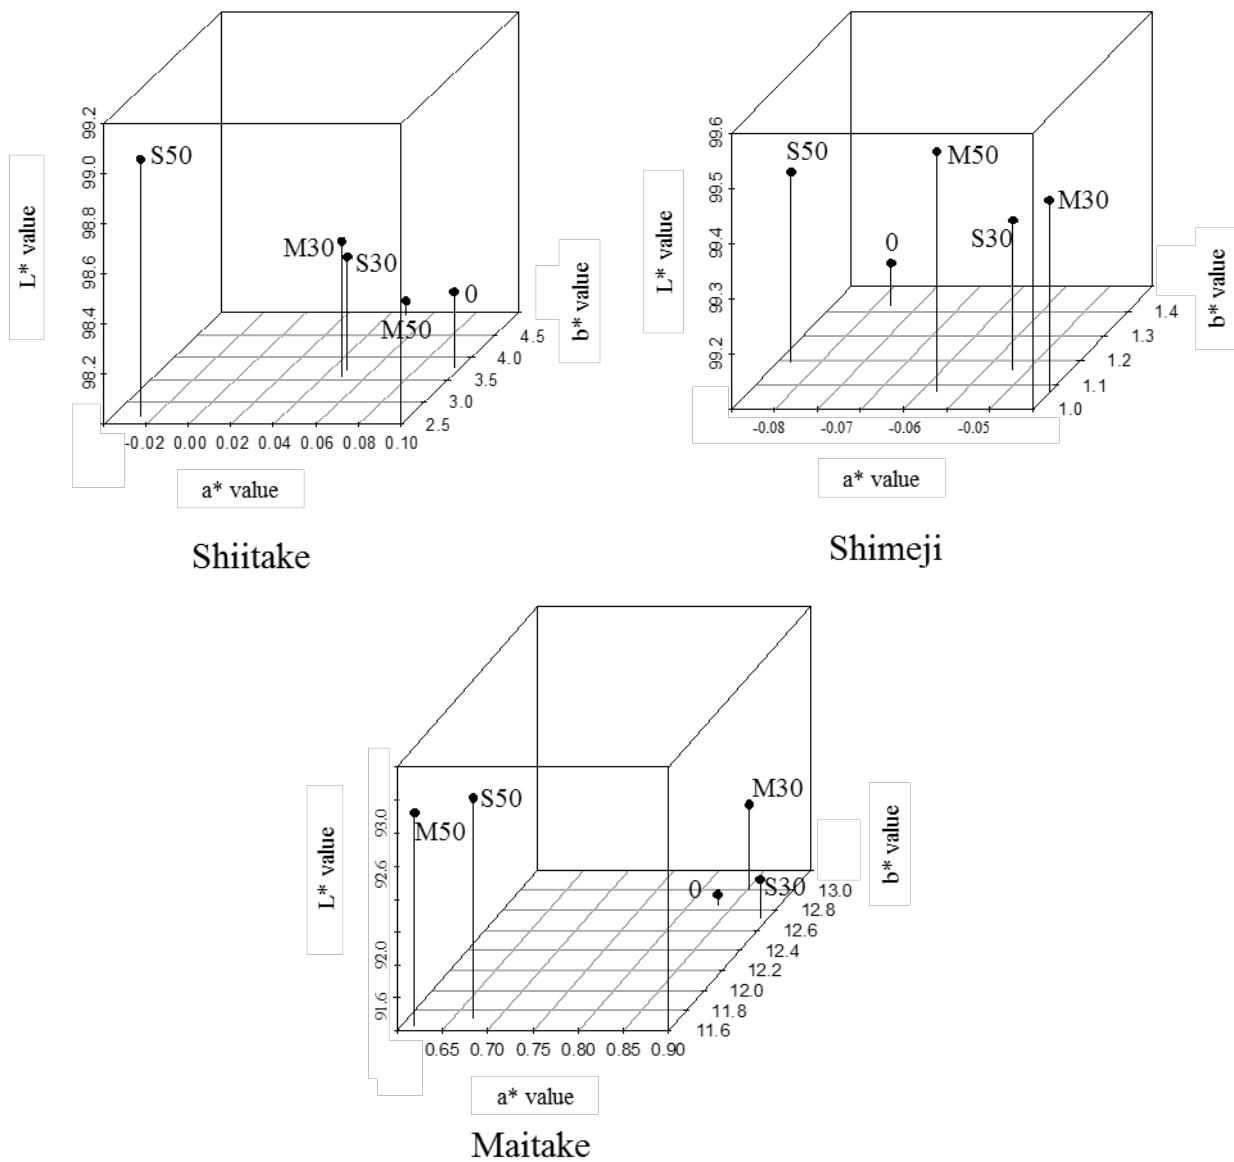 99.2
99.0
98.8
98.6
98.4
98.2
L* value
S50
M30
S30
M50
0
4.5
4.0
3.5
3.0
2.5
b* value
-0.02 0.00 0.02 0.04 0.06 0.08 0.10
a* value
Shiitake
99.6
99.5
99.4
99.3
99.2
L* value
S50
M50
0
S30
M30
1.4
1.3
1.2
1.1
1.0
b* value
-0.08 -0.07 -0.06 -0.05
a* value
Shimeji
93.0
92.6
92.0
91.6
L* value
S50
M50
M30
0
S30
13.0
12.8
12.6
12.4
12.2
12.0
11.8
11.6
b* value
0.65 0.70 0.75 0.80 0.85 0.90
a* value
Maitake